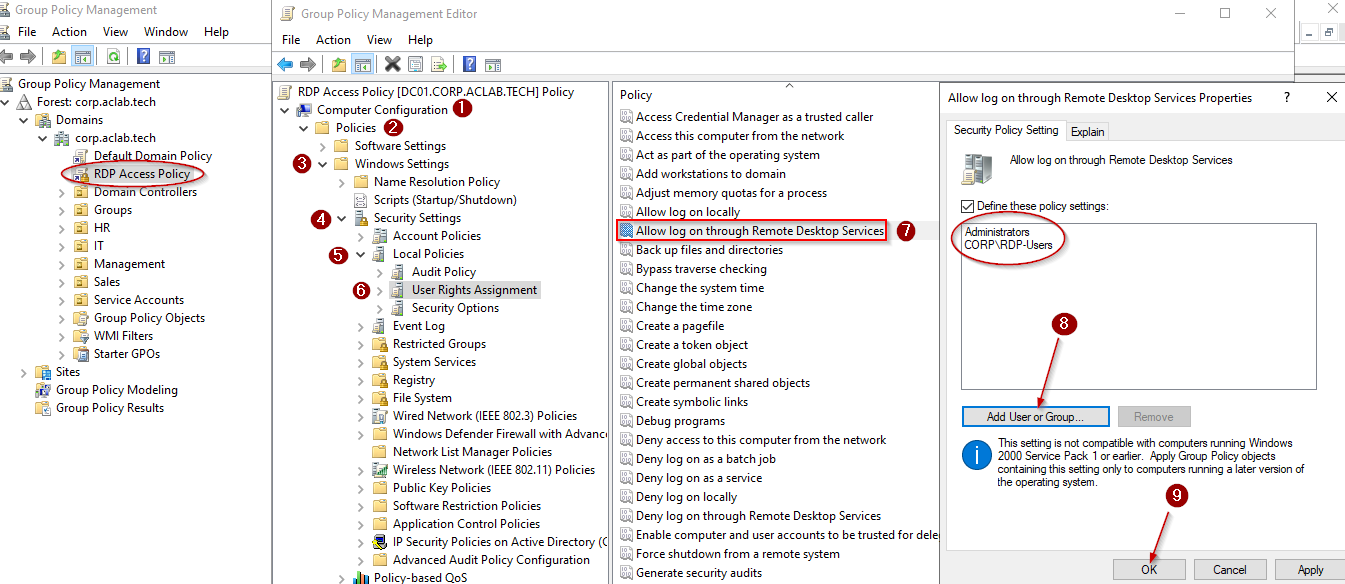 Group Policy Management
File Action View Window Help
Group Policy Management
Forest: corp.aclab.tech
Domains
corp.aclab.tech
Default Domain Policy
RDP Access Policy
Domain Controllers
Groups
HR
IT
Management
Sales
Service Accounts
Group Policy Objects
WMI Filters
Starter GPOs
Sites
Group Policy Modeling
Group Policy Results
Group Policy Management Editor
File Action View Help
RDP Access Policy [DC01.CORP.ACLAB.TECH] Policy
Computer Configuration 1
Policies 2
Software Settings
3 Windows Settings
Name Resolution Policy
Scripts (Startup/Shutdown)
4 Security Settings
Account Policies
5 Local Policies
Audit Policy
6 User Rights Assignment
Security Options
Event Log
Restricted Groups
System Services
Registry
File System
Wired Network (IEEE 802.3) Policies
Windows Defender Firewall with Advanc
Network List Manager Policies
Wireless Network (IEEE 802.11) Policies
Public Key Policies
Software Restriction Policies
Application Control Policies
IP Security Policies on Active Directory (C
Advanced Audit Policy Configuration
Policy-based QoS
Policy
Access Credential Manager as a trusted caller
Access this computer from the network
Act as part of the operating system
Add workstations to domain
Adjust memory quotas for a process
Allow log on locally
Allow log on through Remote Desktop Services 7
Back up files and directories
Bypass traverse checking
Change the system time
Change the time zone
Create a pagefile
Create a token object
Create global objects
Create permanent shared objects
Create symbolic links
Debug programs
Deny access to this computer from the network
Deny log on as a batch job
Deny log on as a service
Deny log on locally
Deny log on through Remote Desktop Services
Enable computer and user accounts to be trusted for dele
Force shutdown from a remote system
Generate security audits
Allow log on through Remote Desktop Services Properties ?
Security Policy Setting Explain
Allow log on through Remote Desktop Services
Define these policy settings:
Administrators
CORP\RDP-Users
8
Add User or Group... Remove
This setting is not compatible with computers running Windows
2000 Service Pack 1 or earlier. Apply Group Policy objects
containing this setting only to computers running a later version of
the operating system.
9
OK Cancel Apply